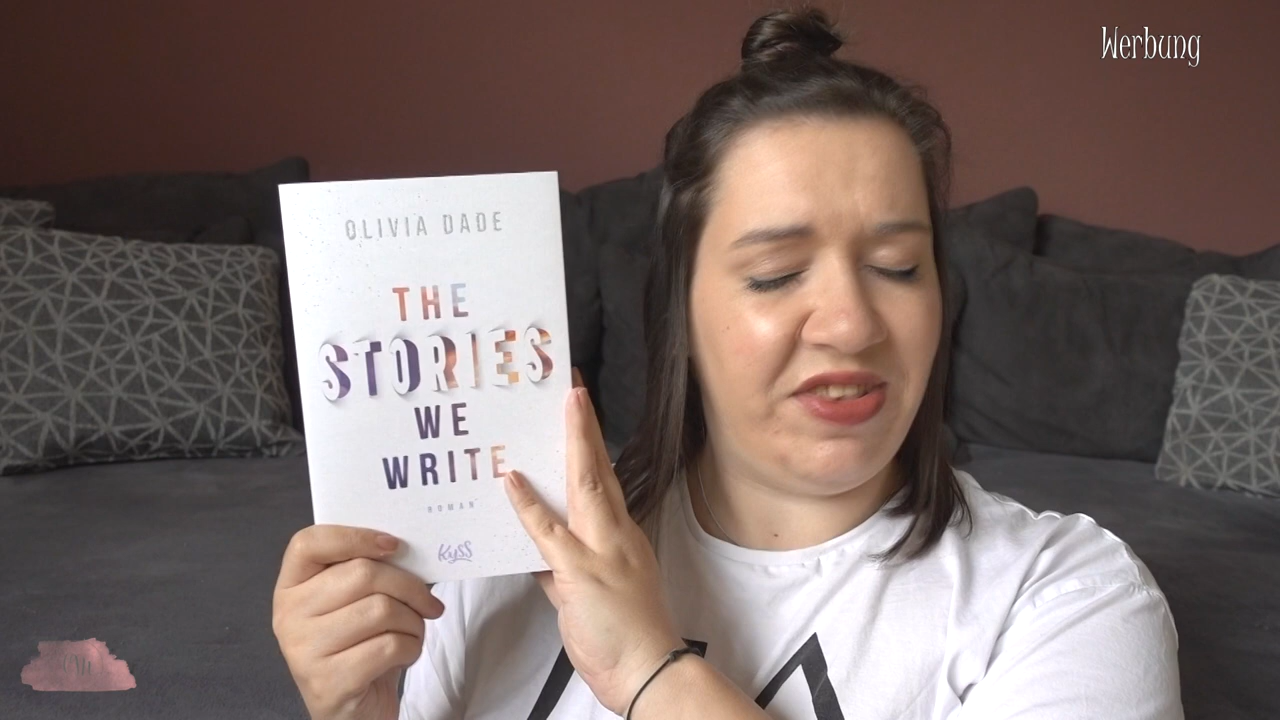 Werbung
OLIVIA DADE
THE
STORIES
WE
WRITE
ROMAN
Kyss